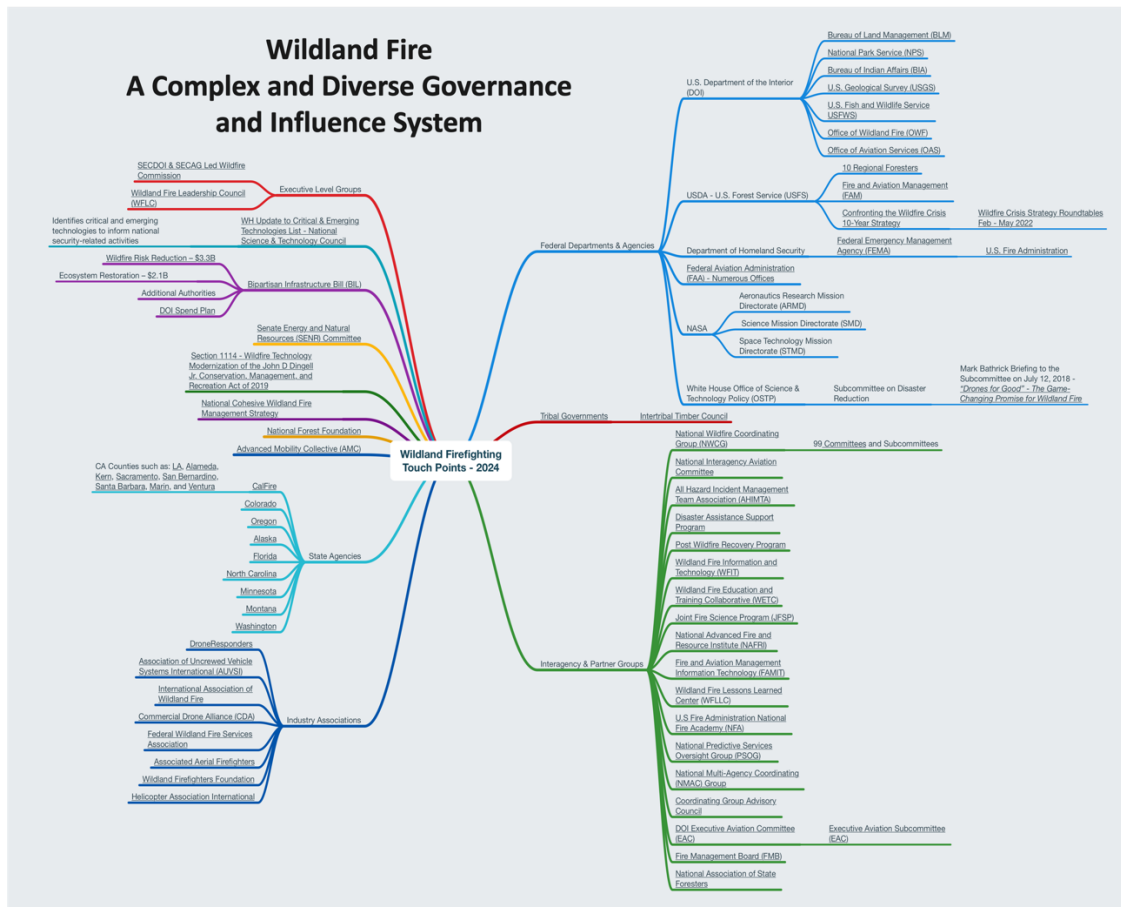 Wildland Fire
A Complex and Diverse Governance
and Influence System
SECDOI & SECAG Led Wildfire
Commission
Wildland Fire Leadership Council
(WFLC)
Executive Level Groups
Identifies critical and emerging
technologies to inform national
security-related activities
WH Update to Critical & Emerging
Technologies List - National
Science & Technology Council
Wildfire Risk Reduction – $3.3B
Ecosystem Restoration – $2.1B
Additional Authorities
DOI Spend Plan
Bipartisan Infrastructure Bill (BIL)
Senate Energy and Natural
Resources (SENR) Committee
Section 1114 - Wildfire Technology
Modernization of the John D Dingell
Jr. Conservation, Management, and
Recreation Act of 2019
National Cohesive Wildland Fire
Management Strategy
National Forest Foundation
Advanced Mobility Collective (AMC)
Wildland Firefighting
Touch Points - 2024
CA Counties such as: LA, Alameda,
Kern, Sacramento, San Bernardino,
Santa Barbara, Marin, and Ventura
CalFire
Colorado
Oregon
Alaska
Florida
North Carolina
Minnesota
Montana
Washington
State Agencies
DroneResponders
Association of Uncrewed Vehicle
Systems International (AUVSI)
International Association of
Wildland Fire
Commercial Drone Alliance (CDA)
Federal Wildland Fire Services
Association
Associated Aerial Firefighters
Wildland Firefighters Foundation
Helicopter Association International
Industry Associations
Federal Departments & Agencies
U.S. Department of the Interior
(DOI)
Bureau of Land Management (BLM)
National Park Service (NPS)
Bureau of Indian Affairs (BIA)
U.S. Geological Survey (USGS)
U.S. Fish and Wildlife Service
USFWS)
Office of Wildland Fire (OWF)
Office of Aviation Services (OAS)
USDA - U.S. Forest Service (USFS)
10 Regional Foresters
Fire and Aviation Management
(FAM)
Confronting the Wildfire Crisis
10-Year Strategy
Wildfire Crisis Strategy Roundtables
Feb - May 2022
Department of Homeland Security
Federal Emergency Management
Agency (FEMA)
U.S. Fire Administration
Federal Aviation Administration
(FAA) - Numerous Offices
NASA
Aeronautics Research Mission
Directorate (ARMD)
Science Mission Directorate (SMD)
Space Technology Mission
Directorate (STMD)
White House Office of Science &
Technology Policy (OSTP)
Subcommittee on Disaster
Reduction
Mark Bathrick Briefing to the
Subcommittee on July 12, 2018 -
“Drones for Good” - The Game-
Changing Promise for Wildland Fire
Tribal Governments
Intertribal Timber Council
Interagency & Partner Groups
National Wildfire Coordinating
Group (NWCG)
99 Committees and Subcommittees
National Interagency Aviation
Committee
All Hazard Incident Management
Team Association (AHIMTA)
Disaster Assistance Support
Program
Post Wildfire Recovery Program
Wildland Fire Information and
Technology (WFIT)
Wildland Fire Education and
Training Collaborative (WETC)
Joint Fire Science Program (JFSP)
National Advanced Fire and
Resource Institute (NAFRI)
Fire and Aviation Management
Information Technology (FAMIT)
Wildland Fire Lessons Learned
Center (WFLLC)
U.S Fire Administration National
Fire Academy (NFA)
National Predictive Services
Oversight Group (PSOG)
National Multi-Agency Coordinating
(NMAC) Group
Coordinating Group Advisory
Council
DOI Executive Aviation Committee
(EAC)
Executive Aviation Subcommittee
(EAC)
Fire Management Board (FMB)
National Association of State
Foresters